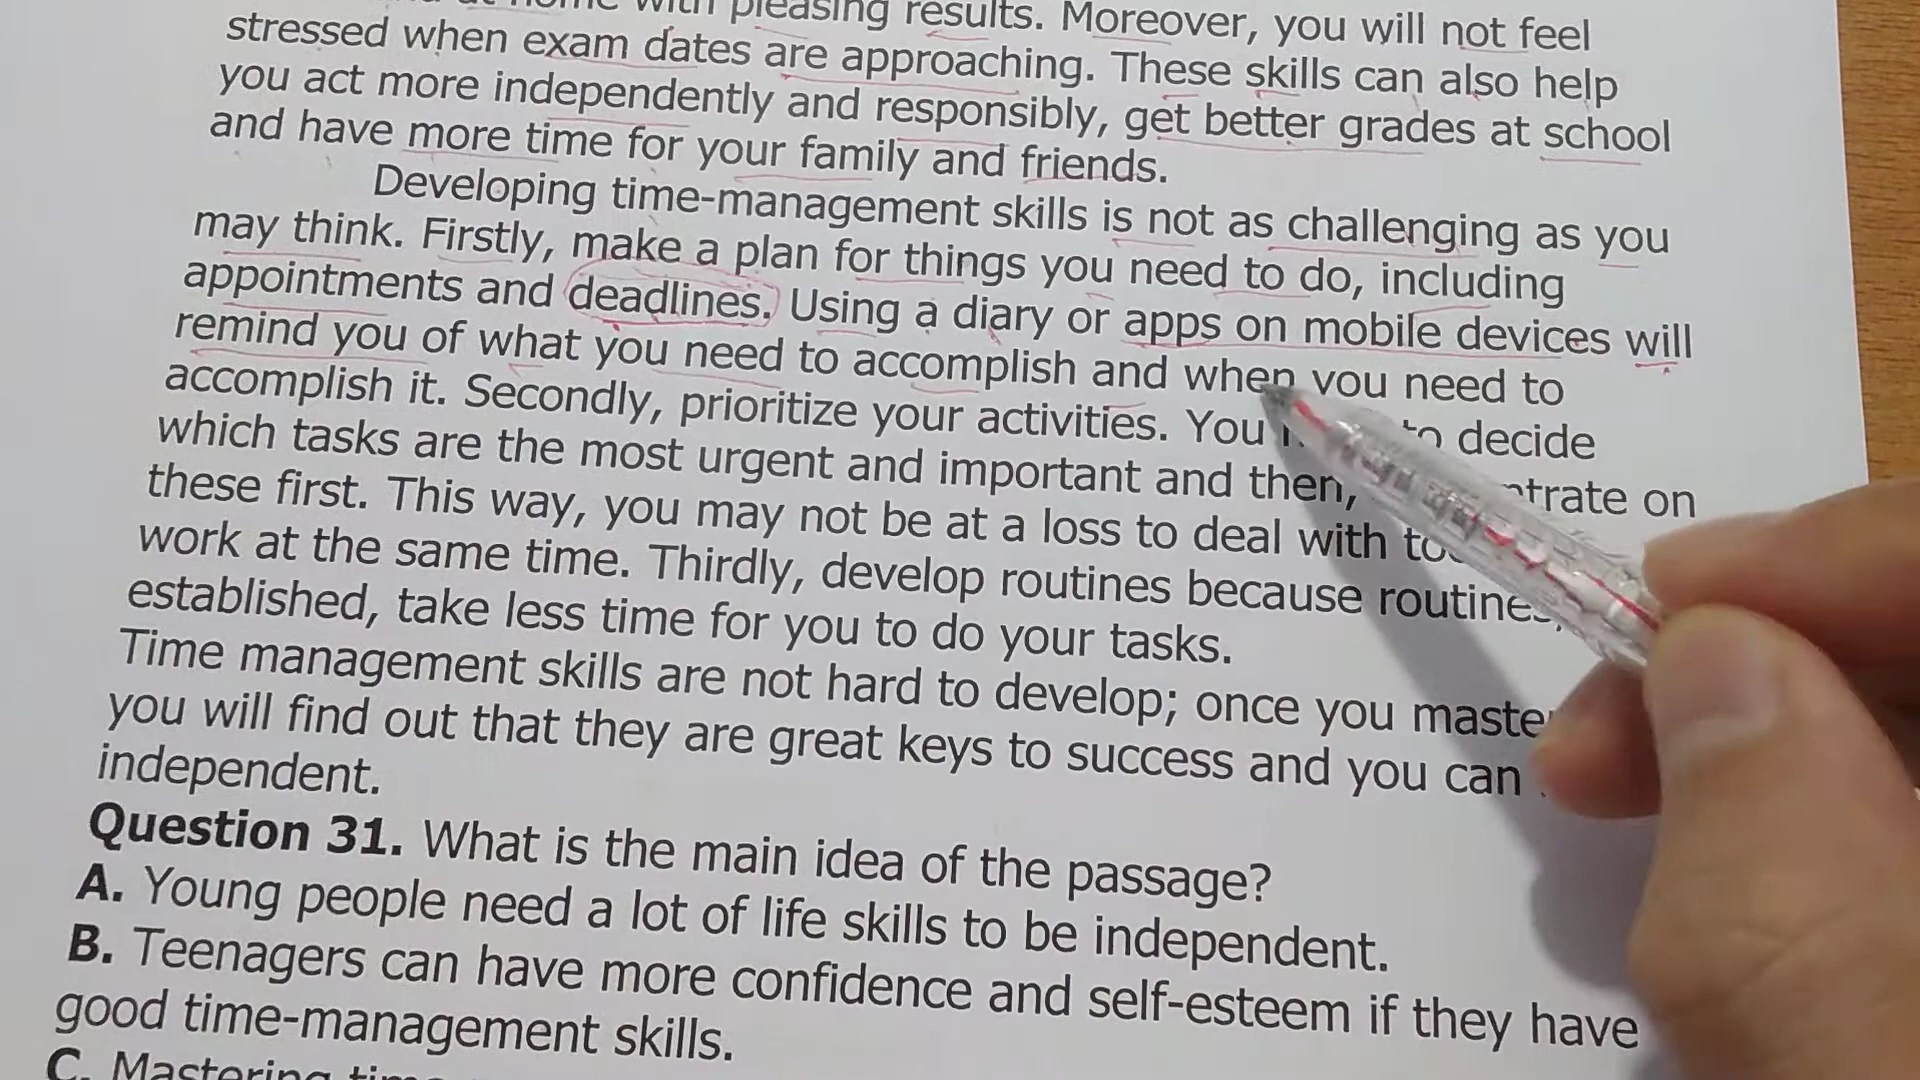 at home with pleasing results. Moreover, you will not feel
stressed when exam dates are approaching. These skills can also help
you act more independently and responsibly, get better grades at school
and have more time for your family and friends.
Developing time-management skills is not as challenging as you
may think. Firstly, make a plan for things you need to do, including
appointments and deadlines. Using a diary or apps on mobile devices will
remind you of what you need to accomplish and when you need to
accomplish it. Secondly, prioritize your activities. You to decide
which tasks are the most urgent and important and then, on
these first. This way, you may not be at a loss to deal with
work at the same time. Thirdly, develop routines because routines,
established, take less time for you to do your tasks.
Time management skills are not hard to develop; once you master
you will find out that they are great keys to success and you can
independent.
Question 31. What is the main idea of the passage?
A. Young people need a lot of life skills to be independent.
B. Teenagers can have more confidence and self-esteem if they have
good time-management skills.
C. Mastering